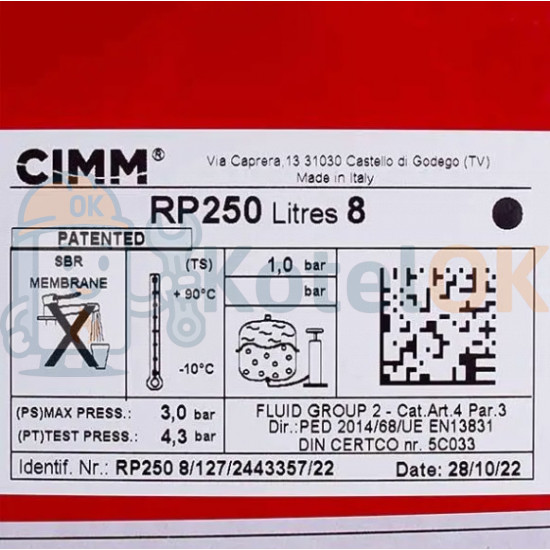 CIMM®
Via Caprera,13 31030 Castello di Godego (TV)
Made in Italy
RP250 Litres 8
PATENTED
SBR
MEMBRANE
(TS)
+ 90°C
-10°C
1,0 bar
bar
KotelOK
OK
(PS)MAX PRESS.: 3,0 bar
(PT)TEST PRESS.: 4,3 bar
FLUID GROUP 2 - Cat.Art.4 Par.3
Dir.:PED 2014/68/UE EN13831
DIN CERTCO nr. 5C033
Identif. Nr.: RP250 8/127/2443357/22
Date: 28/10/22